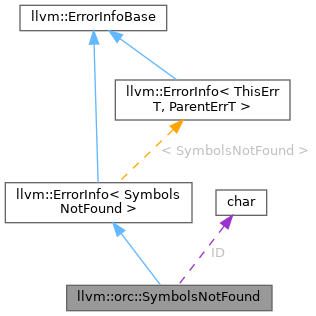 llvm::ErrorInfoBase
llvm::ErrorInfo< ThisErr
T, ParentErrT >
< SymbolsNotFound >
llvm::ErrorInfo< Symbols
NotFound >
char
ID
llvm::orc::SymbolsNotFound